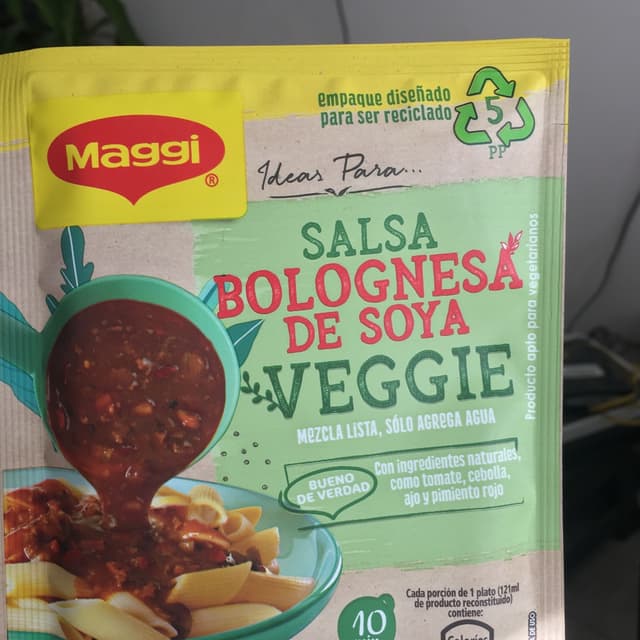 Maggi®
empaque diseñado
para ser reciclado
5
PP
Ideas Para...
SALSA
BOLOGNESA
DE SOYA
VEGGIE
MEZCLA LISTA, SÓLO AGREGA AGUA
BUENO
DE VERDAD
Con ingredientes naturales,
como tomate, cebolla,
ajo y pimiento rojo
Producto apto para vegetarianos
Cada porción de 1 plato (121ml
de producto reconstituido)
contiene:
10
min
Calorías